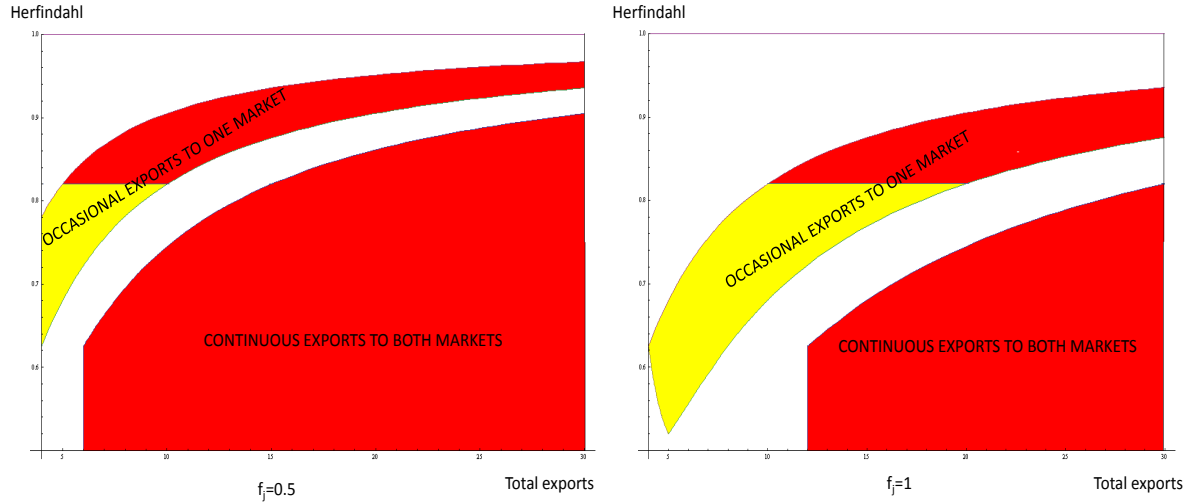 Herfindahl
1.0
0.9
0.8
0.7
0.6
OCCASIONAL EXPORTS TO ONE MARKET
CONTINUOUS EXPORTS TO BOTH MARKETS
5
10
15
20
25
30
fj=0.5
Total exports
Herfindahl
1.0
0.9
0.8
0.7
0.6
OCCASIONAL EXPORTS TO ONE MARKET
CONTINUOUS EXPORTS TO BOTH MARKETS
5
10
15
20
25
30
fj=1
Total exports